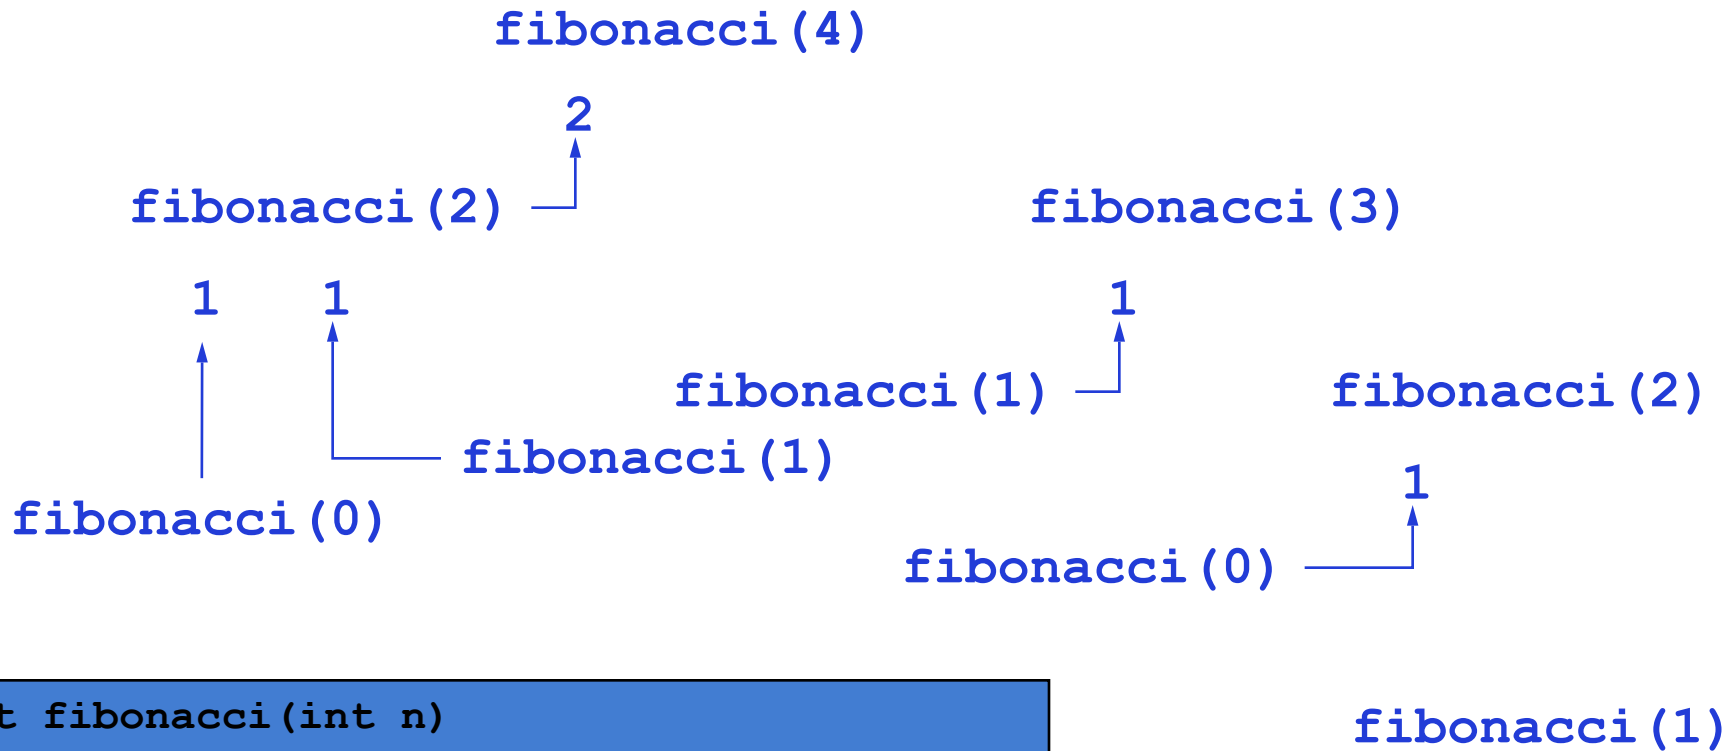 fibonacci(4)
2
fibonacci(2) fibonacci(3)
1 1 1
fibonacci(1) fibonacci(2)
fibonacci(1)
1
fibonacci(0)
fibonacci(0)
t fibonacci(int n)
fibonacci(1)